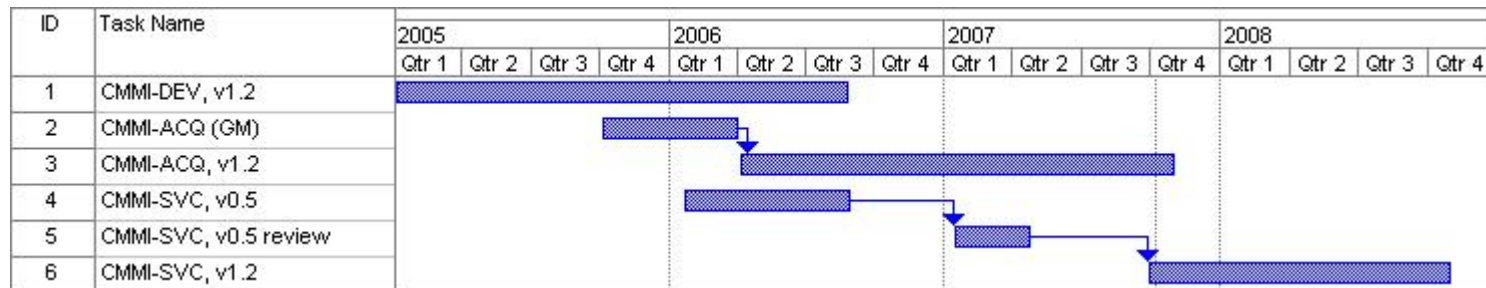 ID Task Name
2005 2006 2007 2008
Qtr 1 Qtr 2 Qtr 3 Qtr 4 Qtr 1 Qtr 2 Qtr 3 Qtr 4 Qtr 1 Qtr 2 Qtr 3 Qtr 4 Qtr 1 Qtr 2 Qtr 3 Qtr 4
1 CMMI-DEV, v1.2
2 CMMI-ACQ (GM)
3 CMMI-ACQ, v1.2
4 CMMI-SVC, v0.5
5 CMMI-SVC, v0.5 review
6 CMMI-SVC, v1.2